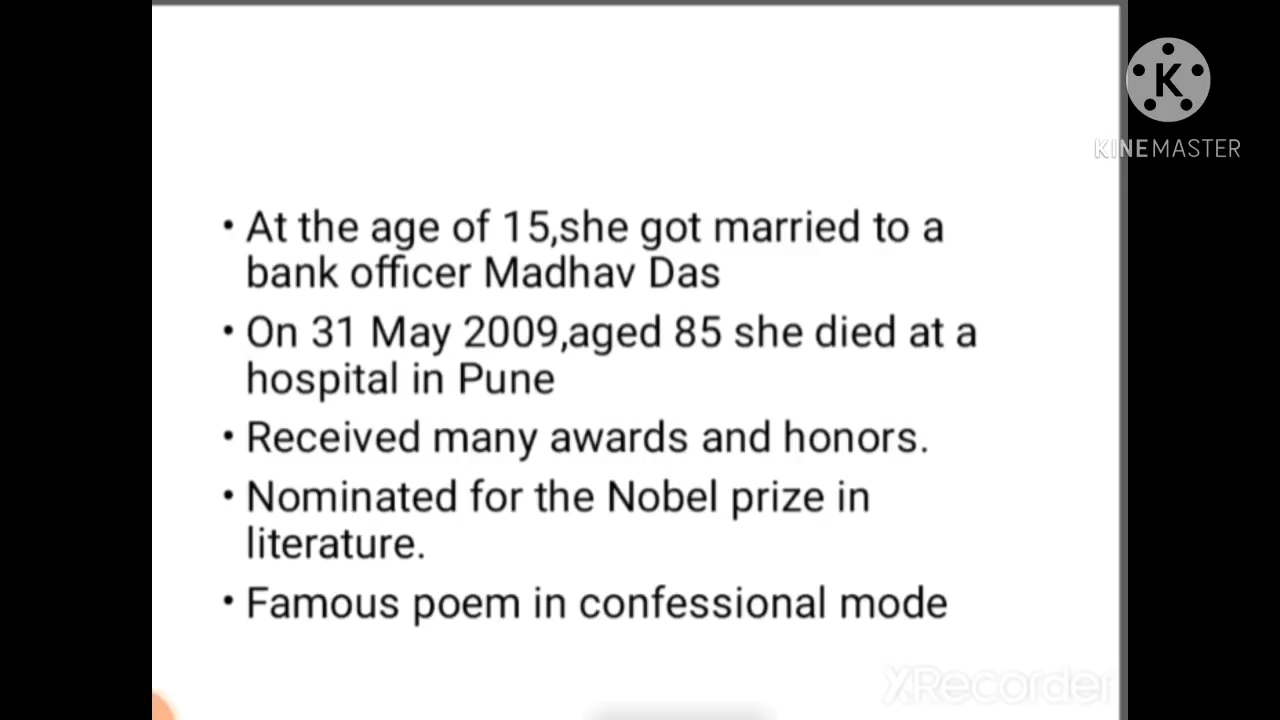 K
KINEMASTER
• At the age of 15,she got married to a
bank officer Madhav Das
• On 31 May 2009,aged 85 she died at a
hospital in Pune
• Received many awards and honors.
• Nominated for the Nobel prize in
literature.
• Famous poem in confessional mode
XRecorder